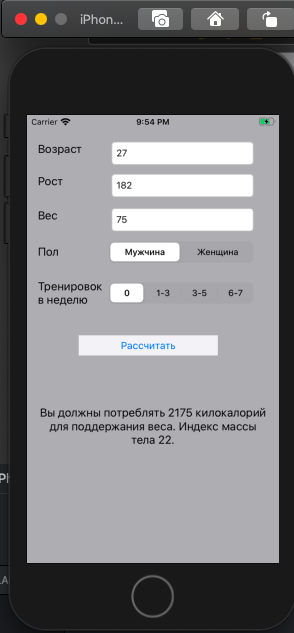 iPhon...
Carrier
9:54 PM
Возраст
27
Рост
182
Вес
75
Пол
Мужчина Женщина
Тренировок
в неделю
0 1-3 3-5 6-7
Рассчитать
Вы должны потреблять 2175 килокалорий
для поддержания веса. Индекс массы
тела 22.